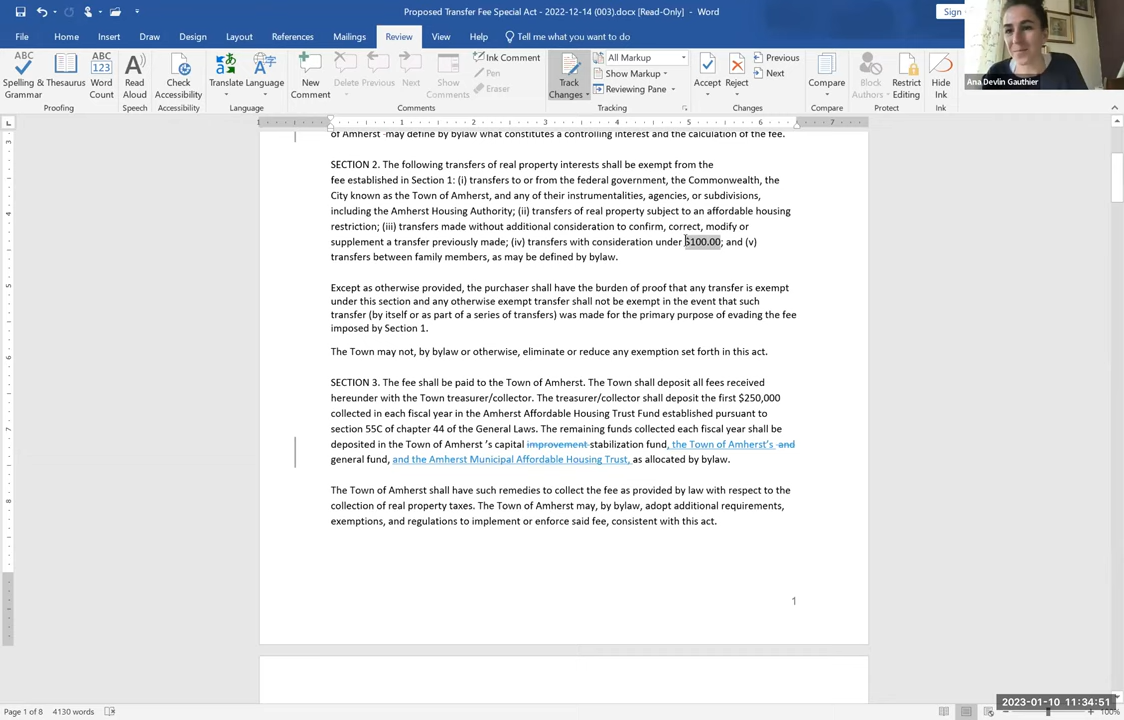 Proposed Transfer Fee Special Act - 2022-12-14 (003).docx [Read-Only] - Word
Sign
File Home Insert Draw Design Layout References Mailings Review View Help Tell me what you want to do
Ana Devlin Gauthier
ABC
Spelling & Grammar
Thesaurus
ABC 123
Word Count
Read Aloud
Check Accessibility
Translate
Language
New Comment
Delete
Previous
Next
Show Comments
Ink Comment
Pen
Eraser
Track Changes
All Markup
Show Markup
Reviewing Pane
Accept
Reject
Previous
Next
Compare
Block Authors
Restrict Editing
Hide Ink
Proofing Speech Accessibility Language Comments Tracking Changes Compare Protect Ink
1 2 3 4 5 6 7
of Amherst ·may define by bylaw what constitutes a controlling interest and the calculation of the fee.
SECTION 2. The following transfers of real property interests shall be exempt from the
fee established in Section 1: (i) transfers to or from the federal government, the Commonwealth, the
City known as the Town of Amherst, and any of their instrumentalities, agencies, or subdivisions,
including the Amherst Housing Authority; (ii) transfers of real property subject to an affordable housing
restriction; (iii) transfers made without additional consideration to confirm, correct, modify or
supplement a transfer previously made; (iv) transfers with consideration under $100.00; and (v)
transfers between family members, as may be defined by bylaw.
Except as otherwise provided, the purchaser shall have the burden of proof that any transfer is exempt
under this section and any otherwise exempt transfer shall not be exempt in the event that such
transfer (by itself or as part of a series of transfers) was made for the primary purpose of evading the fee
imposed by Section 1.
The Town may not, by bylaw or otherwise, eliminate or reduce any exemption set forth in this act.
SECTION 3. The fee shall be paid to the Town of Amherst. The Town shall deposit all fees received
hereunder with the Town treasurer/collector. The treasurer/collector shall deposit the first $250,000
collected in each fiscal year in the Amherst Affordable Housing Trust Fund established pursuant to
section 55C of chapter 44 of the General Laws. The remaining funds collected each fiscal year shall be
deposited in the Town of Amherst 's capital improvement stabilization fund, the Town of Amherst's and
general fund, and the Amherst Municipal Affordable Housing Trust, as allocated by bylaw.
The Town of Amherst shall have such remedies to collect the fee as provided by law with respect to the
collection of real property taxes. The Town of Amherst may, by bylaw, adopt additional requirements,
exemptions, and regulations to implement or enforce said fee, consistent with this act.
1
Page 1 of 8 4130 words
2023-01-10 11:34:51
100%